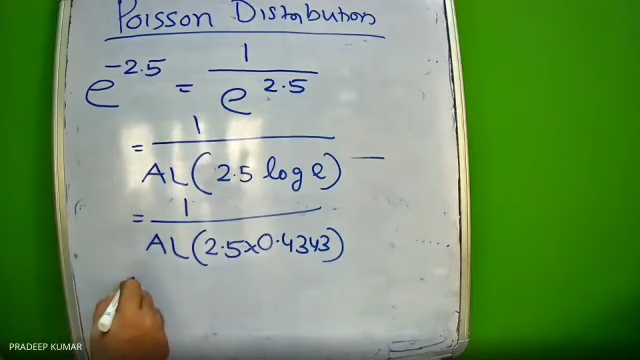 Poisson Distribution
e^-2.5 = 1 / e^2.5
= 1 / AL(2.5 log e) —
= 1 / AL(2.5×0.4343)
PRADEEP KUMAR